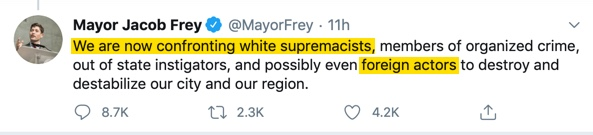 Mayor Jacob Frey @MayorFrey · 11h
We are now confronting white supremacists, members of organized crime,
out of state instigators, and possibly even foreign actors to destroy and
destabilize our city and our region.
8.7K 2.3K 4.2K